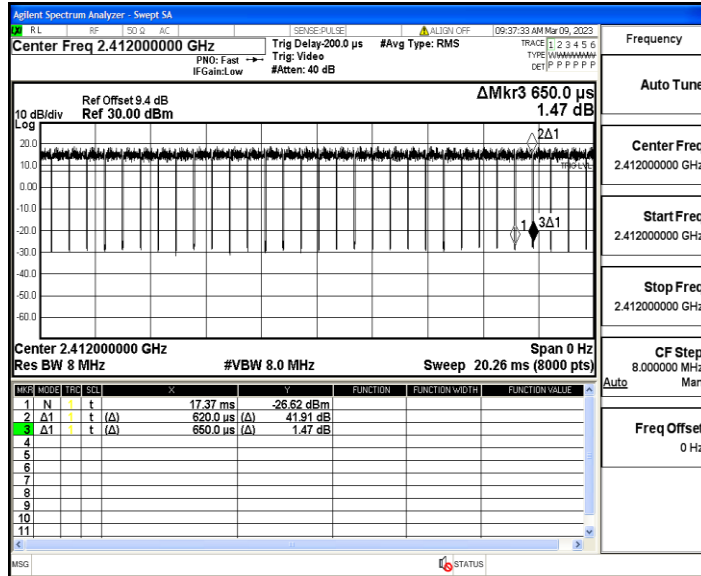 Agilent Spectrum Analyzer - Swept SA
RL RF 50 Ω AC SENSE:PULSE ALIGN OFF 09:37:33 AM Mar 09, 2023
Center Freq 2.412000000 GHz
PNO: Fast
IFGain:Low
Trig Delay-200.0 µs
Trig: Video
#Atten: 40 dB
#Avg Type: RMS
TRACE 1 2 3 4 5 6
TYPE WWWWWW
DET P P P P P P
ΔMkr3 650.0 µs
1.47 dB
Ref Offset 9.4 dB
10 dB/div Ref 30.00 dBm
Log
20.0
10.0
0.00
-10.0
-20.0
-30.0
-40.0
-50.0
-60.0
2Δ1
TRIG LVL
1 3Δ1
Center 2.412000000 GHz Span 0 Hz
Res BW 8 MHz #VBW 8.0 MHz Sweep 20.26 ms (8000 pts)
MKR MODE TRC SCL X Y FUNCTION FUNCTION WIDTH FUNCTION VALUE
1 N 1 t 17.37 ms -26.62 dBm
2 Δ1 1 t (Δ) 620.0 µs (Δ) 41.91 dB
3 Δ1 1 t (Δ) 650.0 µs (Δ) 1.47 dB
4
5
6
7
8
9
10
11
MSG STATUS
Frequency
Auto Tune
Center Freq
2.412000000 GHz
Start Freq
2.412000000 GHz
Stop Freq
2.412000000 GHz
CF Step
8.000000 MHz
Auto Man
Freq Offset
0 Hz